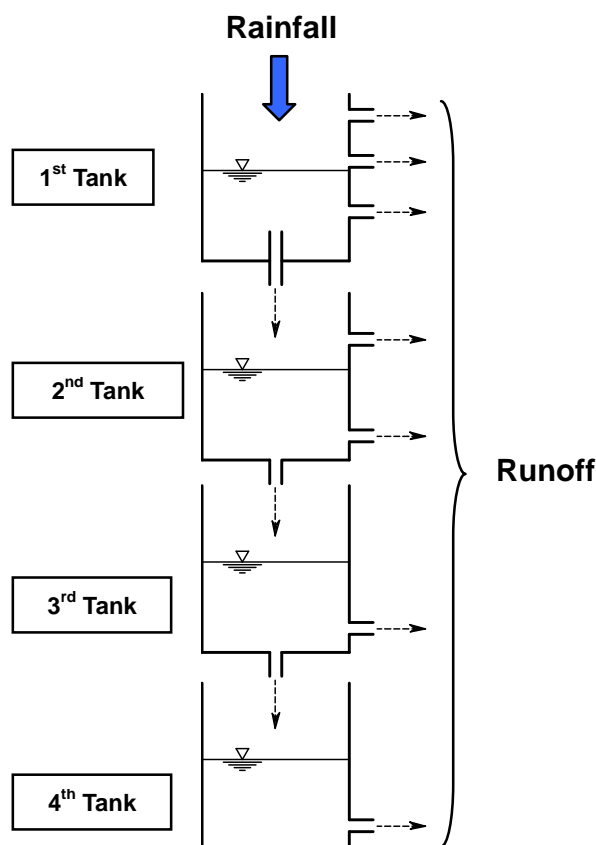 Rainfall
1st Tank
2nd Tank
Runoff
3rd Tank
4th Tank